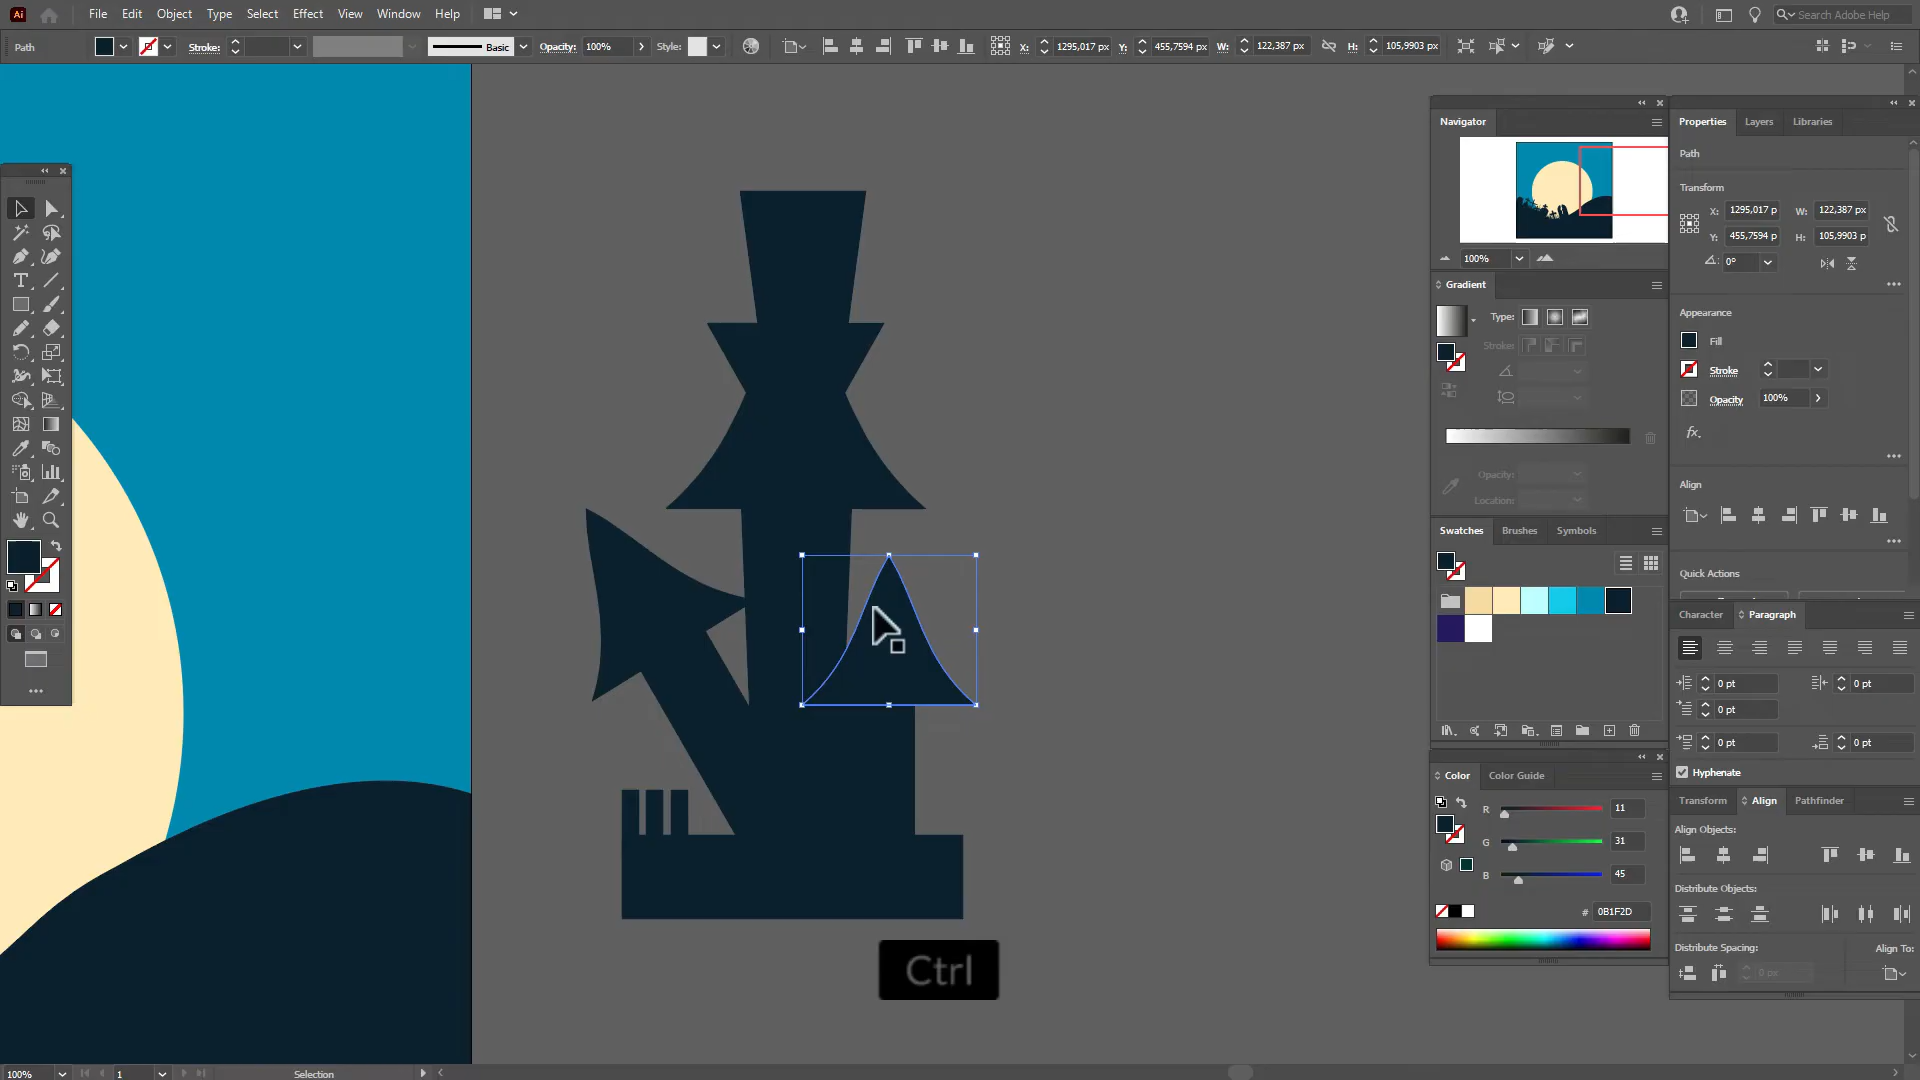 Ai File Edit Object Type Select Effect View Window Help Search Adobe Help
Path Stroke: Basic Opacity: 100% Style: X: 1295,017 px Y: 455,7594 px W: 122,387 px H: 105,9903 px
Navigator
100%
Gradient
Type:
Stroke:
Opacity:
Location:
Swatches Brushes Symbols
Color Color Guide
R 11
G 31
B 45
# 0B1F2D
Properties Layers Libraries
Path
Transform
X: 1295,017 p W: 122,387 px
Y: 455,7594 p H: 105,9903 p
0°
Appearance
Fill
Stroke
Opacity 100%
fx.
Align
Quick Actions
Character Paragraph
0 pt 0 pt
0 pt
0 pt 0 pt
Hyphenate
Transform Align Pathfinder
Align Objects:
Distribute Objects:
Distribute Spacing: Align To:
0 px
Ctrl
100% 1 Selection